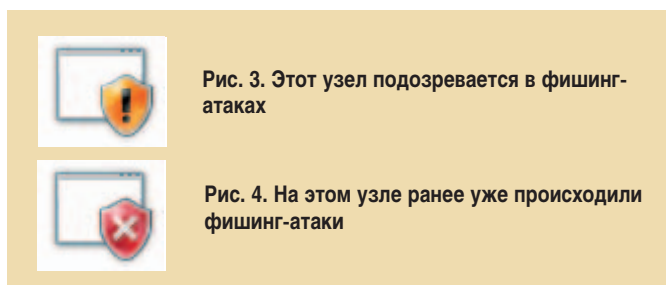 Рис. 3. Этот узел подозревается в фишинг-
атаках
Рис. 4. На этом узле ранее уже происходили
фишинг-атаки